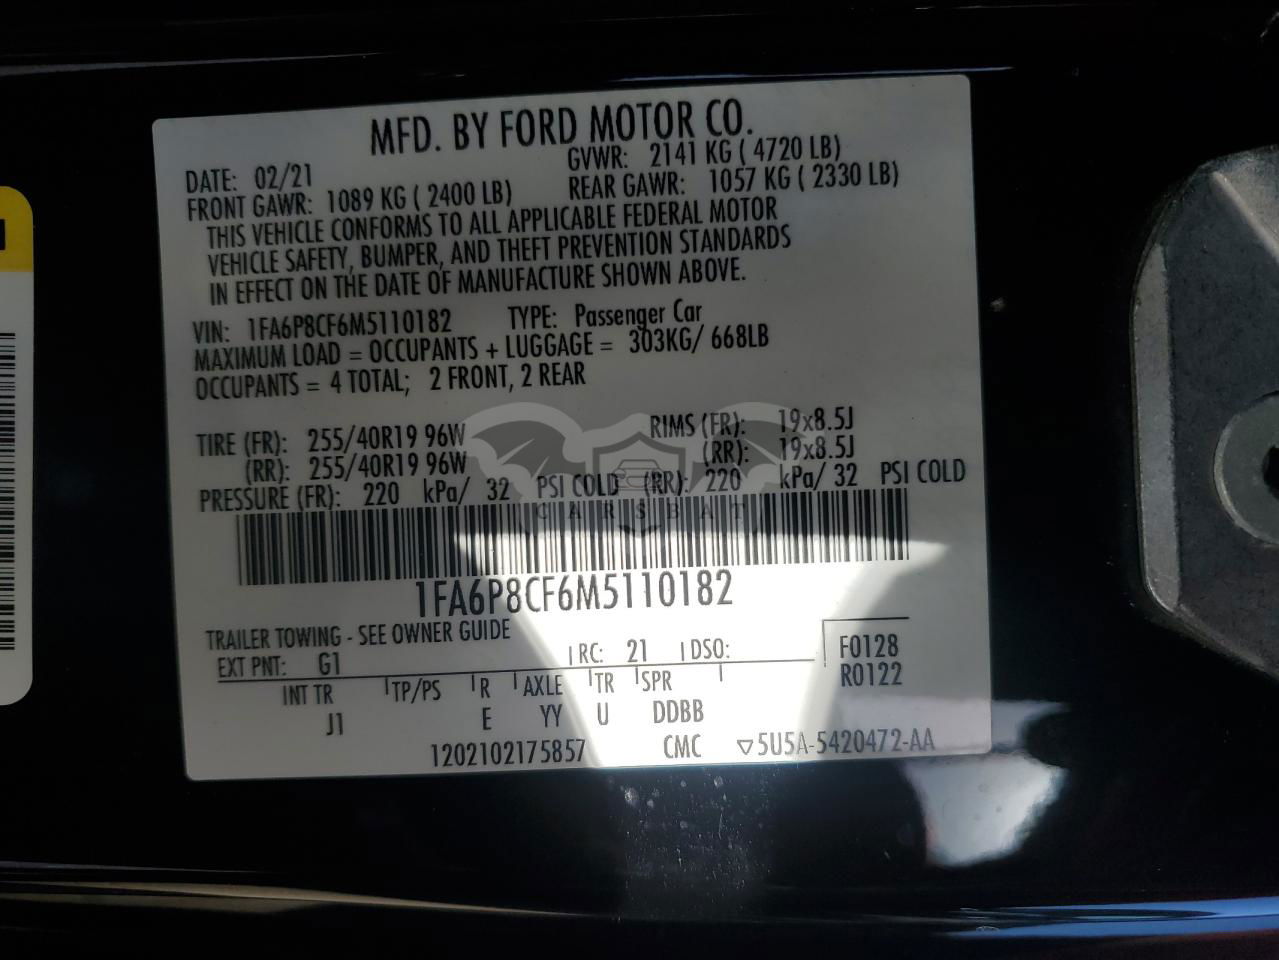 MFD. BY FORD MOTOR CO.
DATE: 02/21 GVWR: 2141 KG ( 4720 LB)
FRONT GAWR: 1089 KG ( 2400 LB) REAR GAWR: 1057 KG ( 2330 LB)
THIS VEHICLE CONFORMS TO ALL APPLICABLE FEDERAL MOTOR
VEHICLE SAFETY, BUMPER, AND THEFT PREVENTION STANDARDS
IN EFFECT ON THE DATE OF MANUFACTURE SHOWN ABOVE.
VIN: 1FA6P8CF6M5110182 TYPE: Passenger Car
MAXIMUM LOAD = OCCUPANTS + LUGGAGE = 303KG/ 668LB
OCCUPANTS = 4 TOTAL; 2 FRONT, 2 REAR
TIRE (FR): 255/40R19 96W RIMS (FR): 19x8.5J
(RR): 255/40R19 96W (RR): 19x8.5J
PRESSURE (FR): 220 kPa/ 32 PSI COLD (RR): 220 kPa/ 32 PSI COLD
CARSBAT
1FA6P8CF6M5110182
TRAILER TOWING - SEE OWNER GUIDE
EXT PNT: G1 RC: 21 DSO: F0128
R0122
INT TR TP/PS R AXLE TR SPR
J1 E YY U DDBB
1202102175857 CMC ▽5U5A-5420472-AA